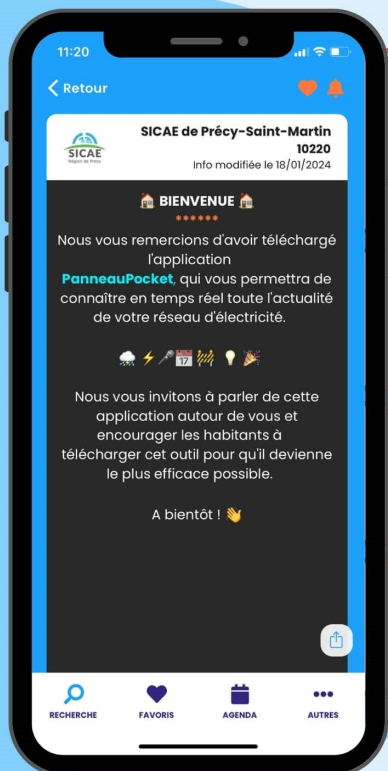 11:20
Retour
SICAE
Région de Précy
SICAE de Précy-Saint-Martin
10220
Info modifiée le 18/01/2024
🏠 BIENVENUE 🏠
******
Nous vous remercions d'avoir téléchargé
l'application
PanneauPocket, qui vous permettra de
connaître en temps réel toute l'actualité
de votre réseau d'électricité.
🌧️ ⚡ 🎤 📅 🚧 💡 🎉
Nous vous invitons à parler de cette
application autour de vous et
encourager les habitants à
télécharger cet outil pour qu'il devienne
le plus efficace possible.
A bientôt ! 👋
RECHERCHE FAVORIS AGENDA AUTRES